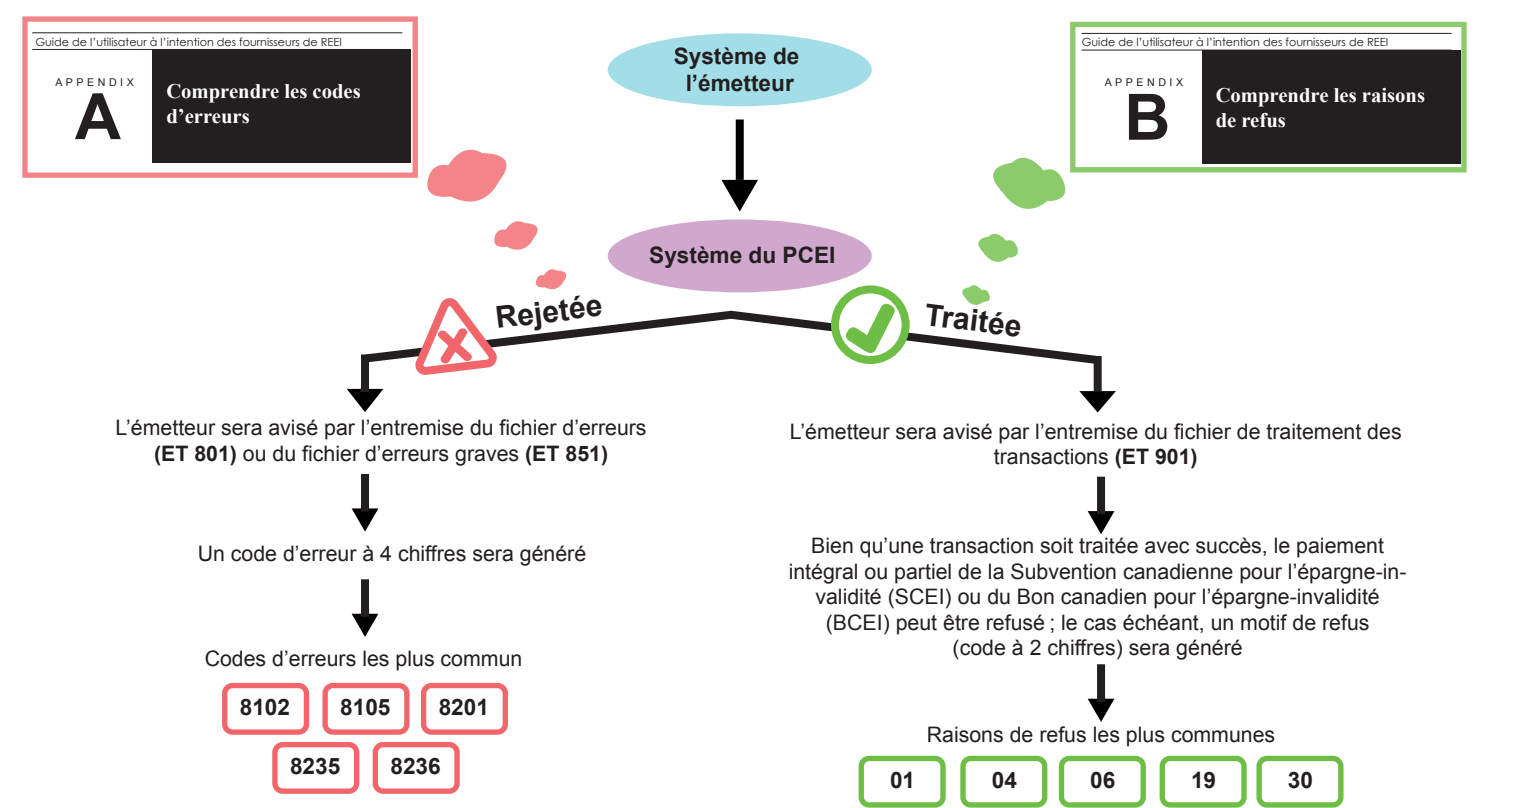 Guide de l'utilisateur à l'intention des fournisseurs de REEI
APPENDIX
A
Comprendre les codes
d'erreurs
Système de
l'émetteur
Guide de l'utilisateur à l'intention des fournisseurs de REEI
APPENDIX
B
Comprendre les raisons
de refus
Système du PCEI
Rejetée
Traitée
L'émetteur sera avisé par l'entremise du fichier d'erreurs
(ET 801) ou du fichier d'erreurs graves (ET 851)
Un code d'erreur à 4 chiffres sera généré
Codes d'erreurs les plus commun
8102
8105
8201
8235
8236
L'émetteur sera avisé par l'entremise du fichier de traitement des
transactions (ET 901)
Bien qu'une transaction soit traitée avec succès, le paiement
intégral ou partiel de la Subvention canadienne pour l'épargne-in-
validité (SCEI) ou du Bon canadien pour l'épargne-invalidité
(BCEI) peut être refusé ; le cas échéant, un motif de refus
(code à 2 chiffres) sera généré
Raisons de refus les plus communes
01
04
06
19
30